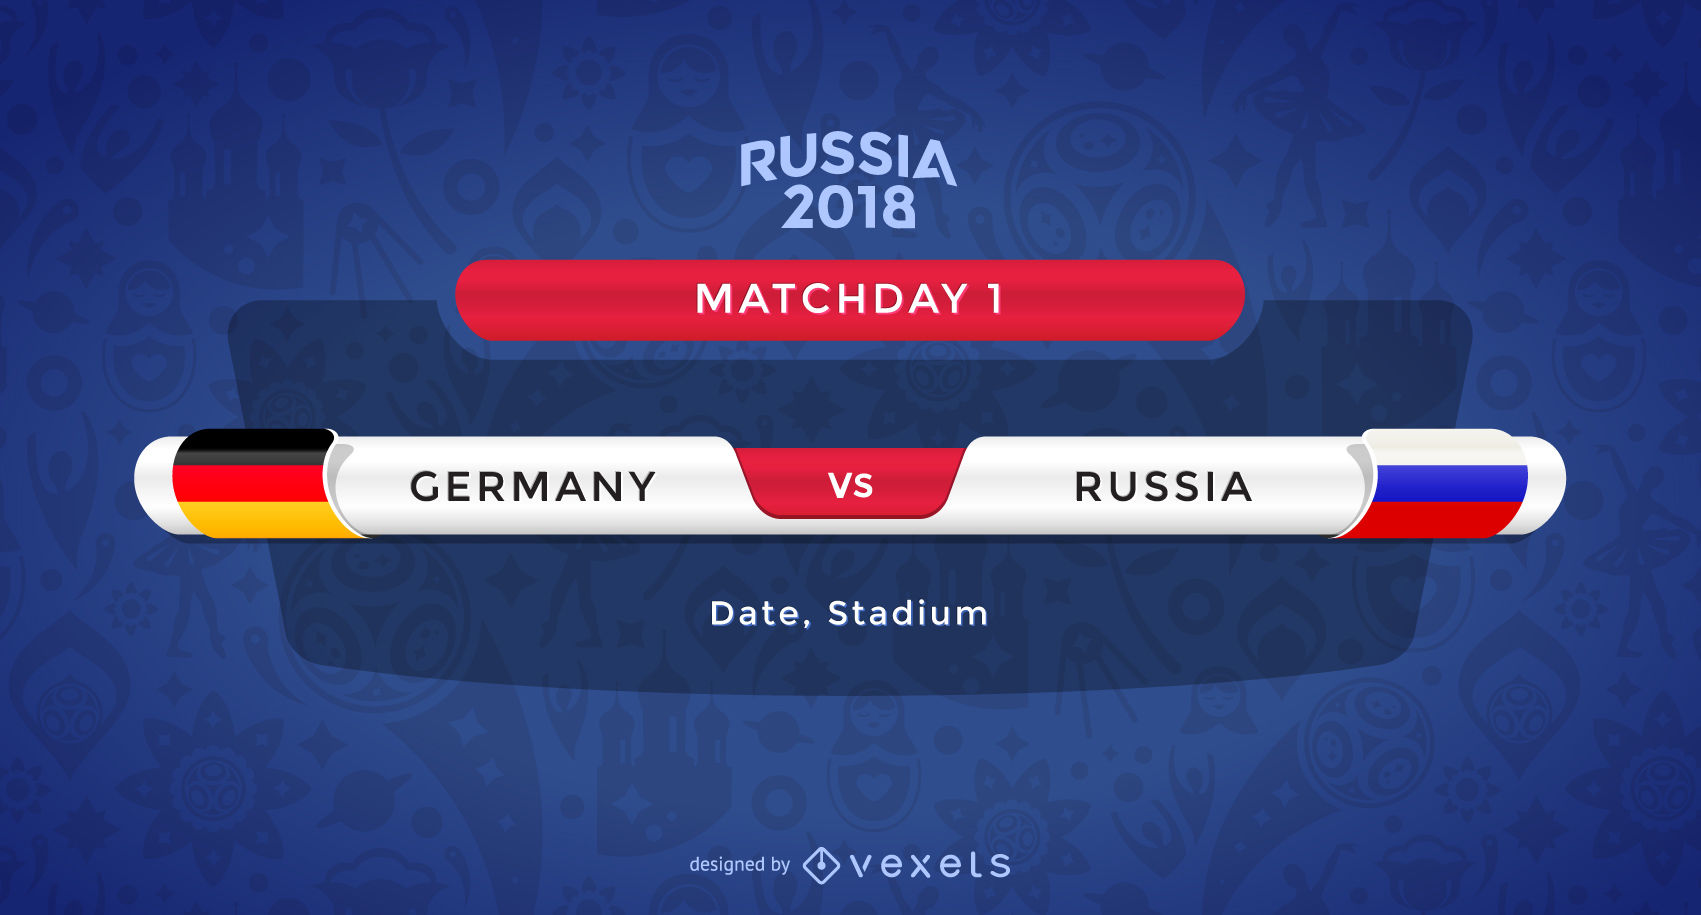 RUSSIA
2018
MATCHDAY 1
GERMANY VS RUSSIA
Date, Stadium
designed by vexels